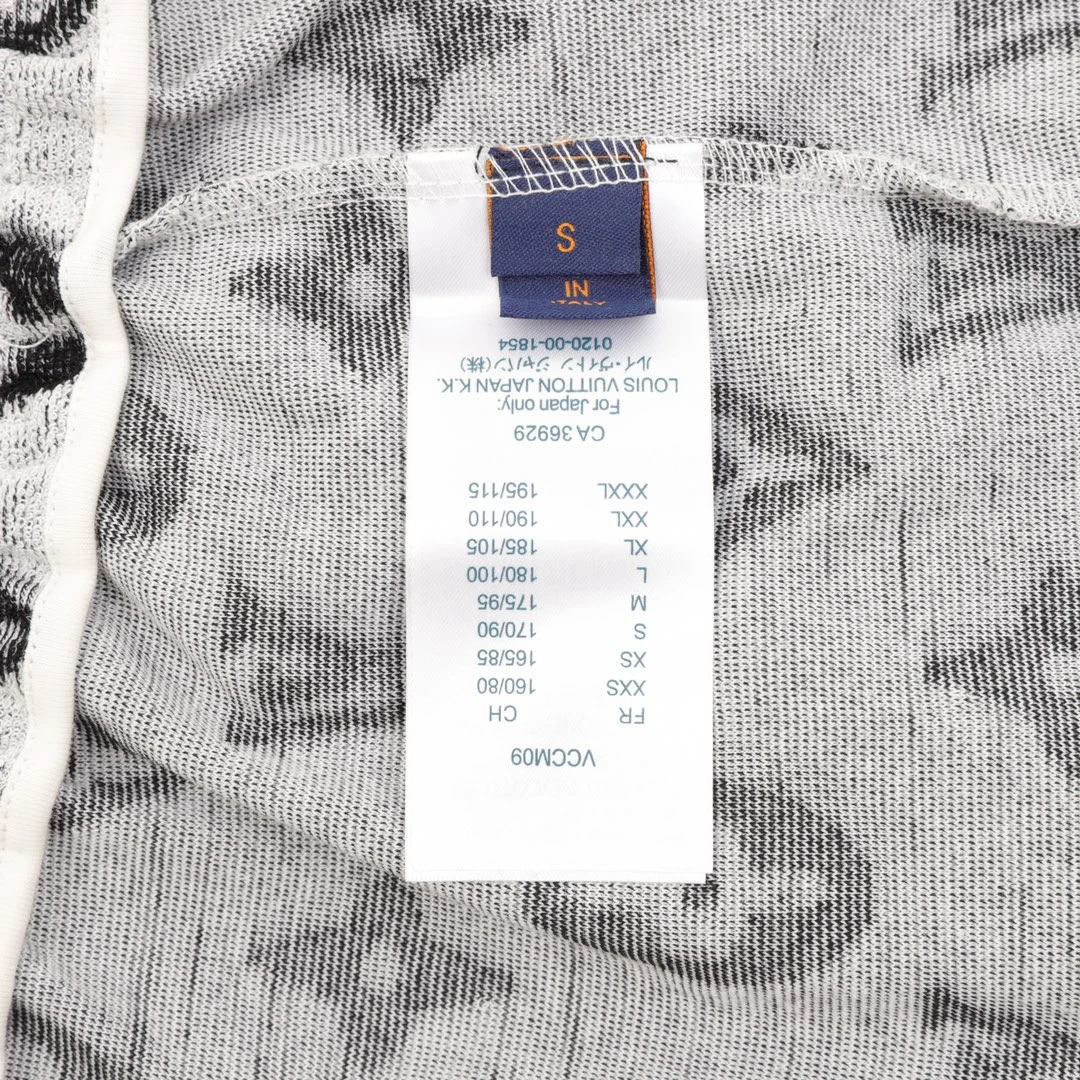 S
IN
ITALY
VCCM09
FR CH
XXS 160/80
XS 165/85
S 170/90
M 175/95
L 180/100
XL 185/105
XXL 190/110
XXXL 195/115
CA 36929
For Japan only:
LOUIS VUITTON JAPAN K.K.
ルイ・ヴィトン ジャパン(株)
0120-00-1854